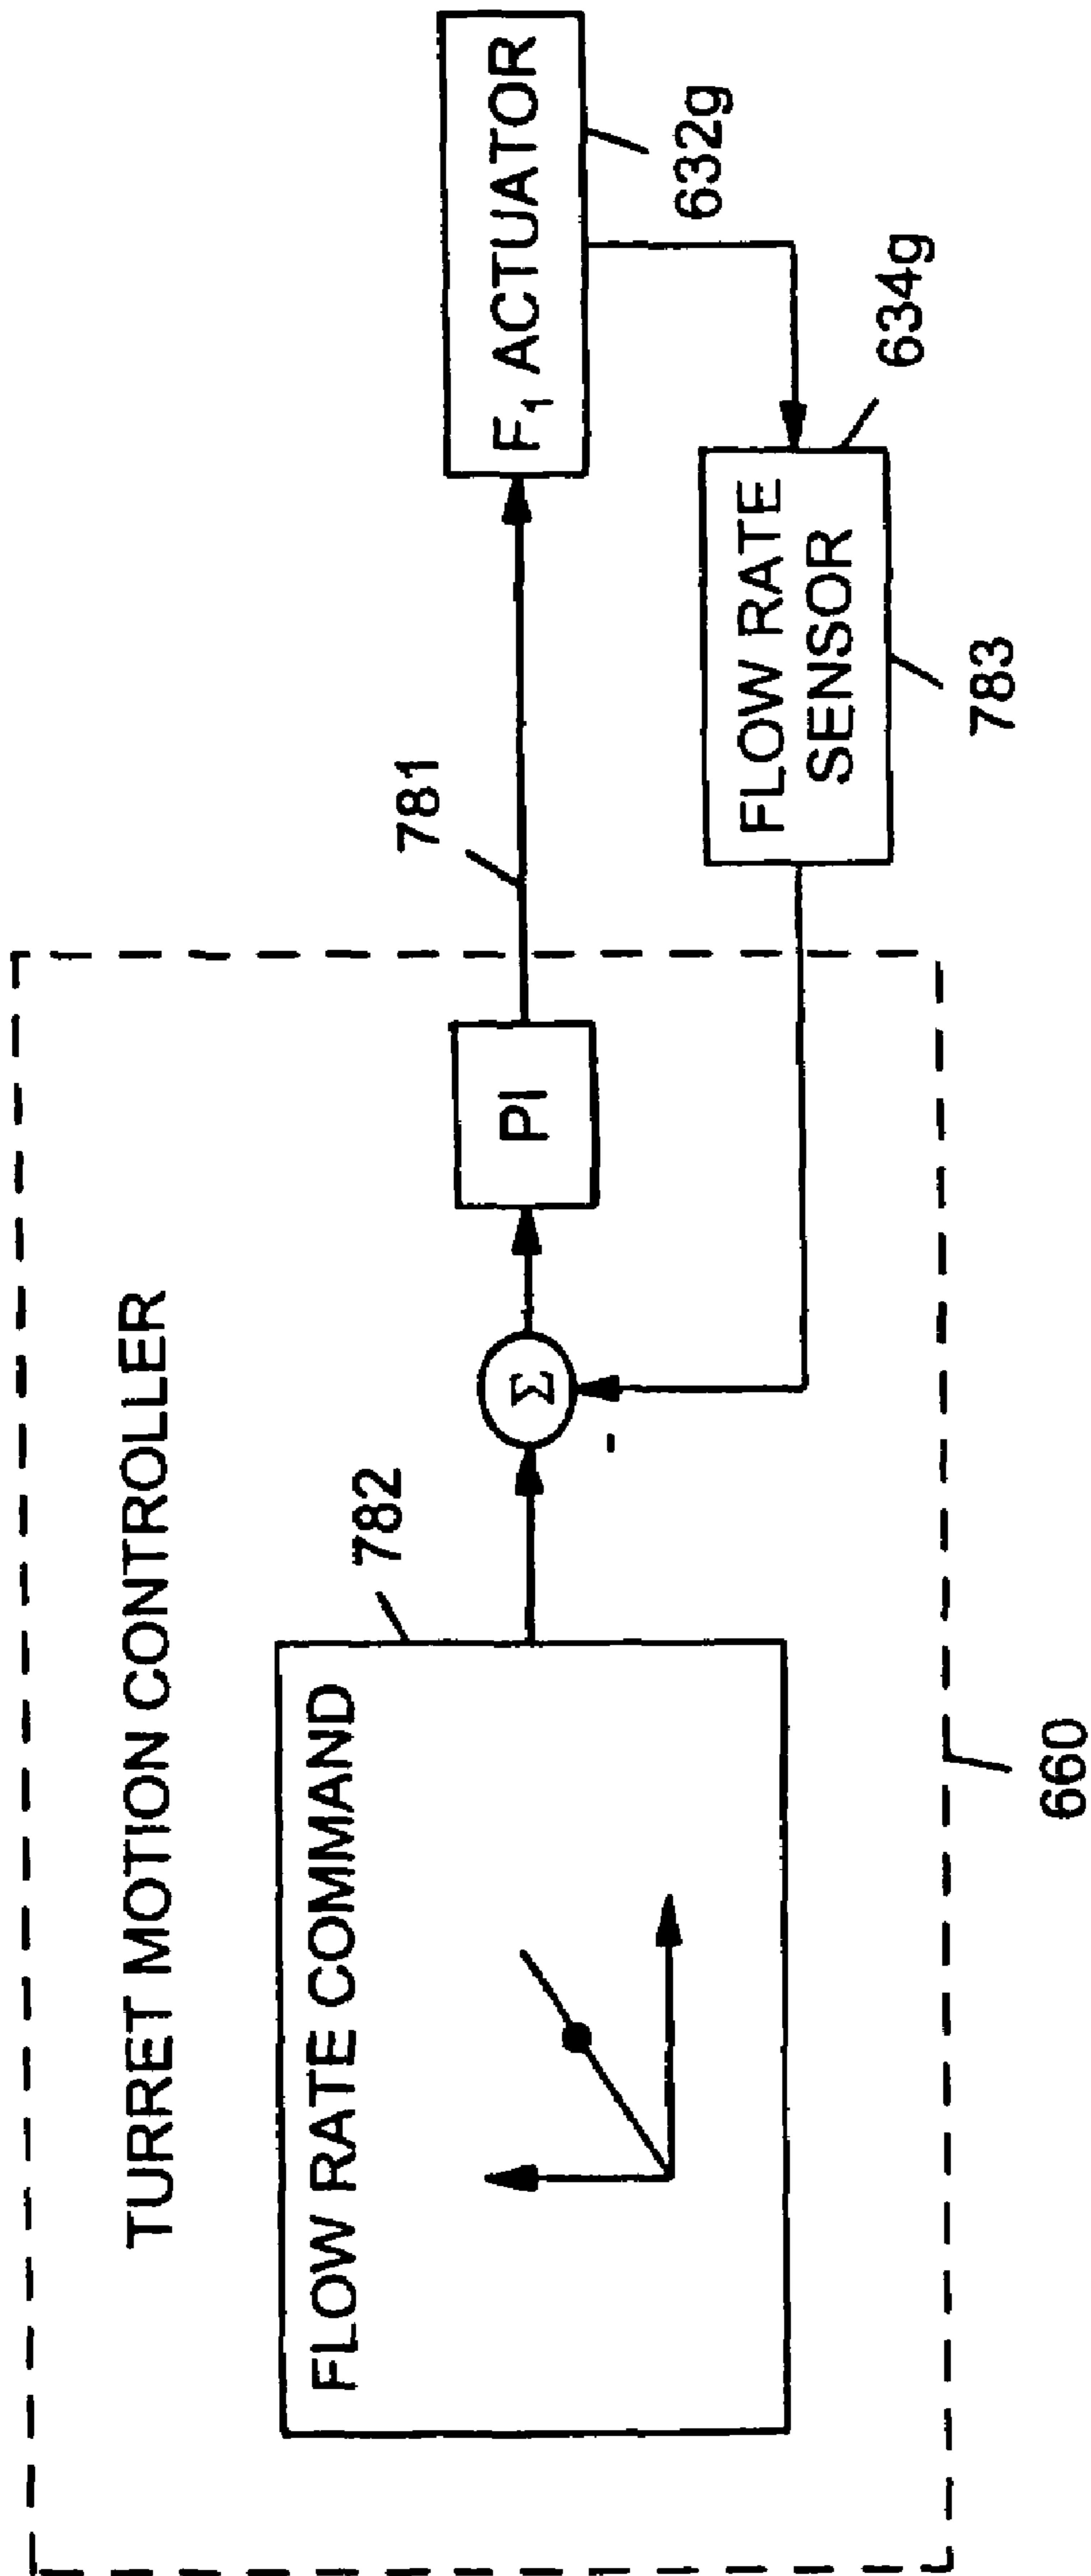 TURRET MOTION CONTROLLER
FLOW RATE COMMAND
782
Σ
-
PI
781
F₁ ACTUATOR
632g
634g
FLOW RATE
SENSOR
783
660